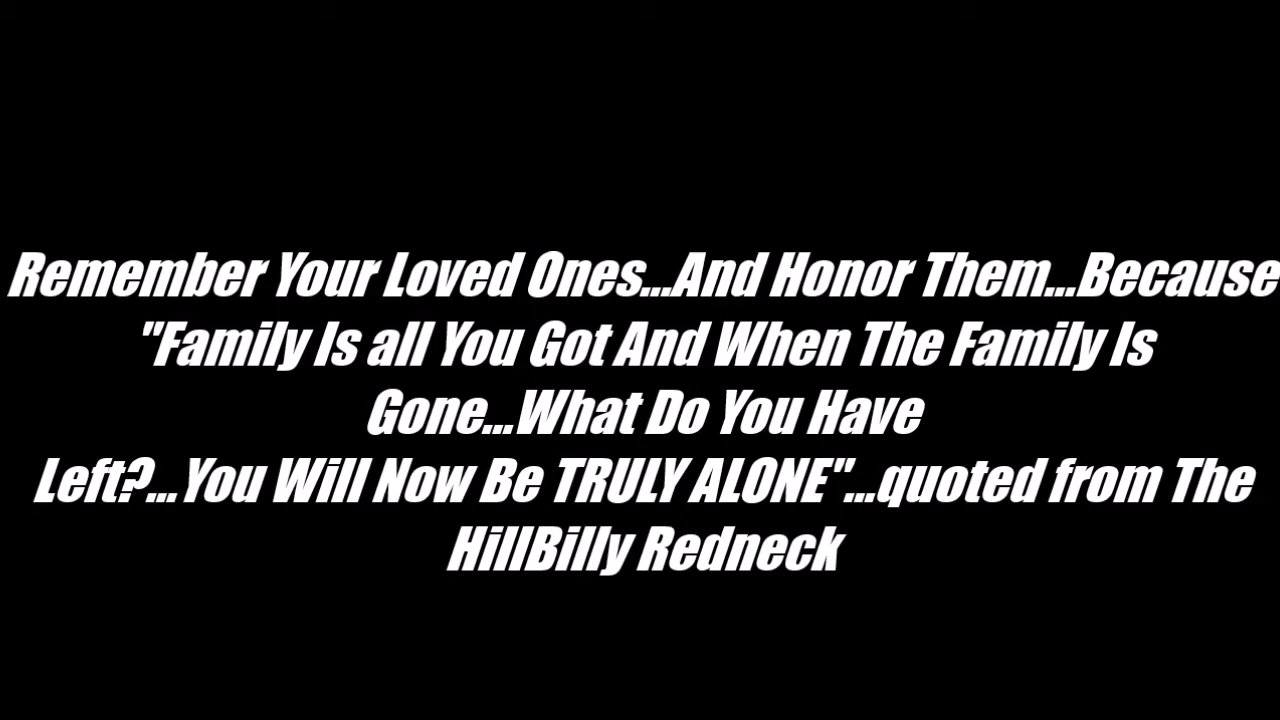 Remember Your Loved Ones...And Honor Them...Because
"Family Is all You Got And When The Family Is
Gone...What Do You Have
Left?...You Will Now Be TRULY ALONE"...quoted from The
HillBilly Redneck